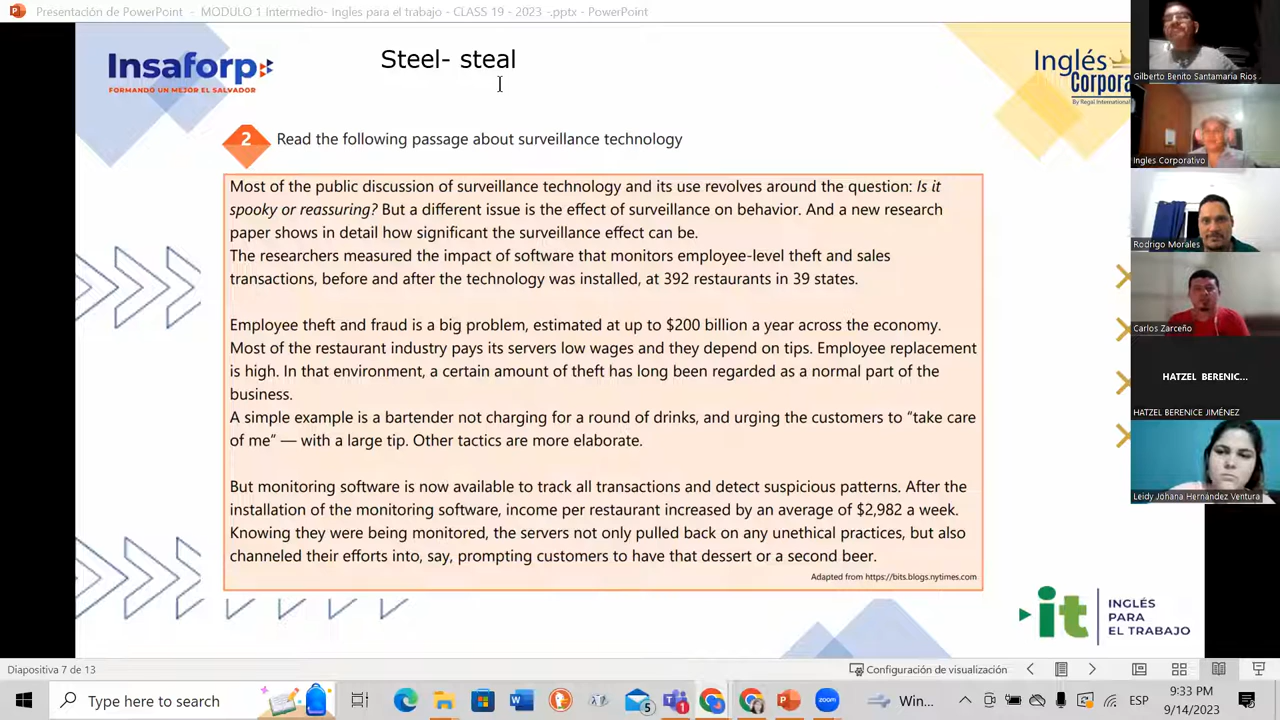 Presentación de PowerPoint - MODULO 1 Intermedio- Ingles para el trabajo - CLASS 19 - 2023 -.pptx - PowerPoint
Steel- steal
Insaforp
FORMANDO UN MEJOR EL SALVADOR
Inglés
Corpora
By Regal International
2 Read the following passage about surveillance technology
Most of the public discussion of surveillance technology and its use revolves around the question: Is it
spooky or reassuring? But a different issue is the effect of surveillance on behavior. And a new research
paper shows in detail how significant the surveillance effect can be.
The researchers measured the impact of software that monitors employee-level theft and sales
transactions, before and after the technology was installed, at 392 restaurants in 39 states.
Employee theft and fraud is a big problem, estimated at up to $200 billion a year across the economy.
Most of the restaurant industry pays its servers low wages and they depend on tips. Employee replacement
is high. In that environment, a certain amount of theft has long been regarded as a normal part of the
business.
A simple example is a bartender not charging for a round of drinks, and urging the customers to “take care
of me” — with a large tip. Other tactics are more elaborate.
But monitoring software is now available to track all transactions and detect suspicious patterns. After the
installation of the monitoring software, income per restaurant increased by an average of $2,982 a week.
Knowing they were being monitored, the servers not only pulled back on any unethical practices, but also
channeled their efforts into, say, prompting customers to have that dessert or a second beer.
Adapted from https://bits.blogs.nytimes.com
it
INGLÉS
PARA
EL TRABAJO
Gilberto Benito Santamaria Rios
Ingles Corporativo
Rodrigo Morales
Carlos Zarceño
HATZEL BERENIC...
HATZEL BERENICE JIMÉNEZ
Leidy Johana Hernández Ventura
Diapositiva 7 de 13
Configuración de visualización
Type here to search
5
1
zoom
Win...
ESP
9:33 PM
9/14/2023